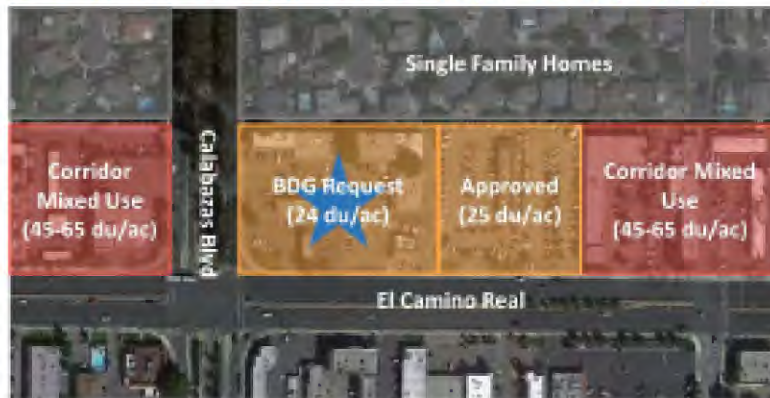 Single Family Homes
Corridor
Mixed Use
(45-65 du/ac)
Calabazas Blvd
BDG Request
(24 du/ac)
Approved
(25 du/ac)
Corridor Mixed
Use
(45-65 du/ac)
El Camino Real